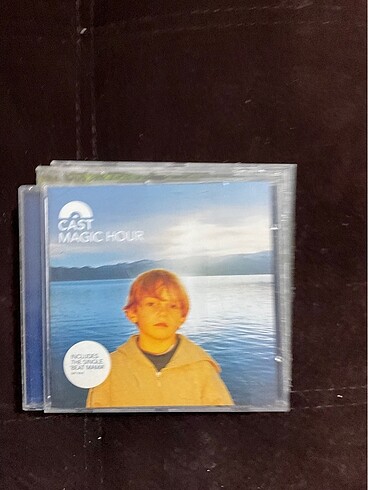 CAST
MAGIC HOUR
INCLUDES
THE SINGLE
BEAT MAMA!